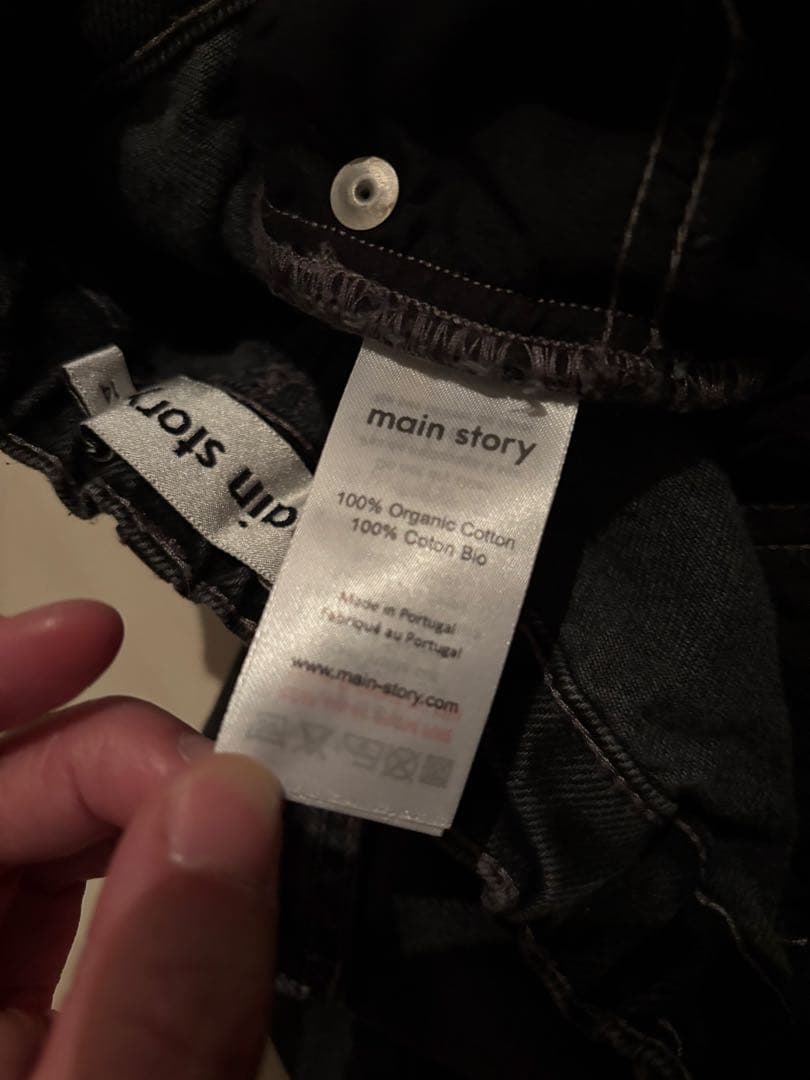 14
main story
main story
100% Organic Cotton
100% Coton Bio
Made in Portugal
Fabriqué au Portugal
www.main-story.com